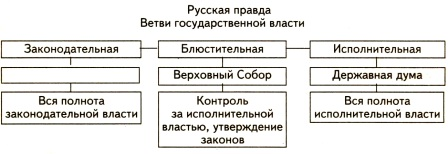 Русская правда
Ветви государственной власти
Законодательная
Блюстительная
Исполнительная
Верховный Собор
Державная дума
Вся полнота
законодательной власти
Контроль
за исполнительной
властью, утверждение
законов
Вся полнота
исполнительной власти